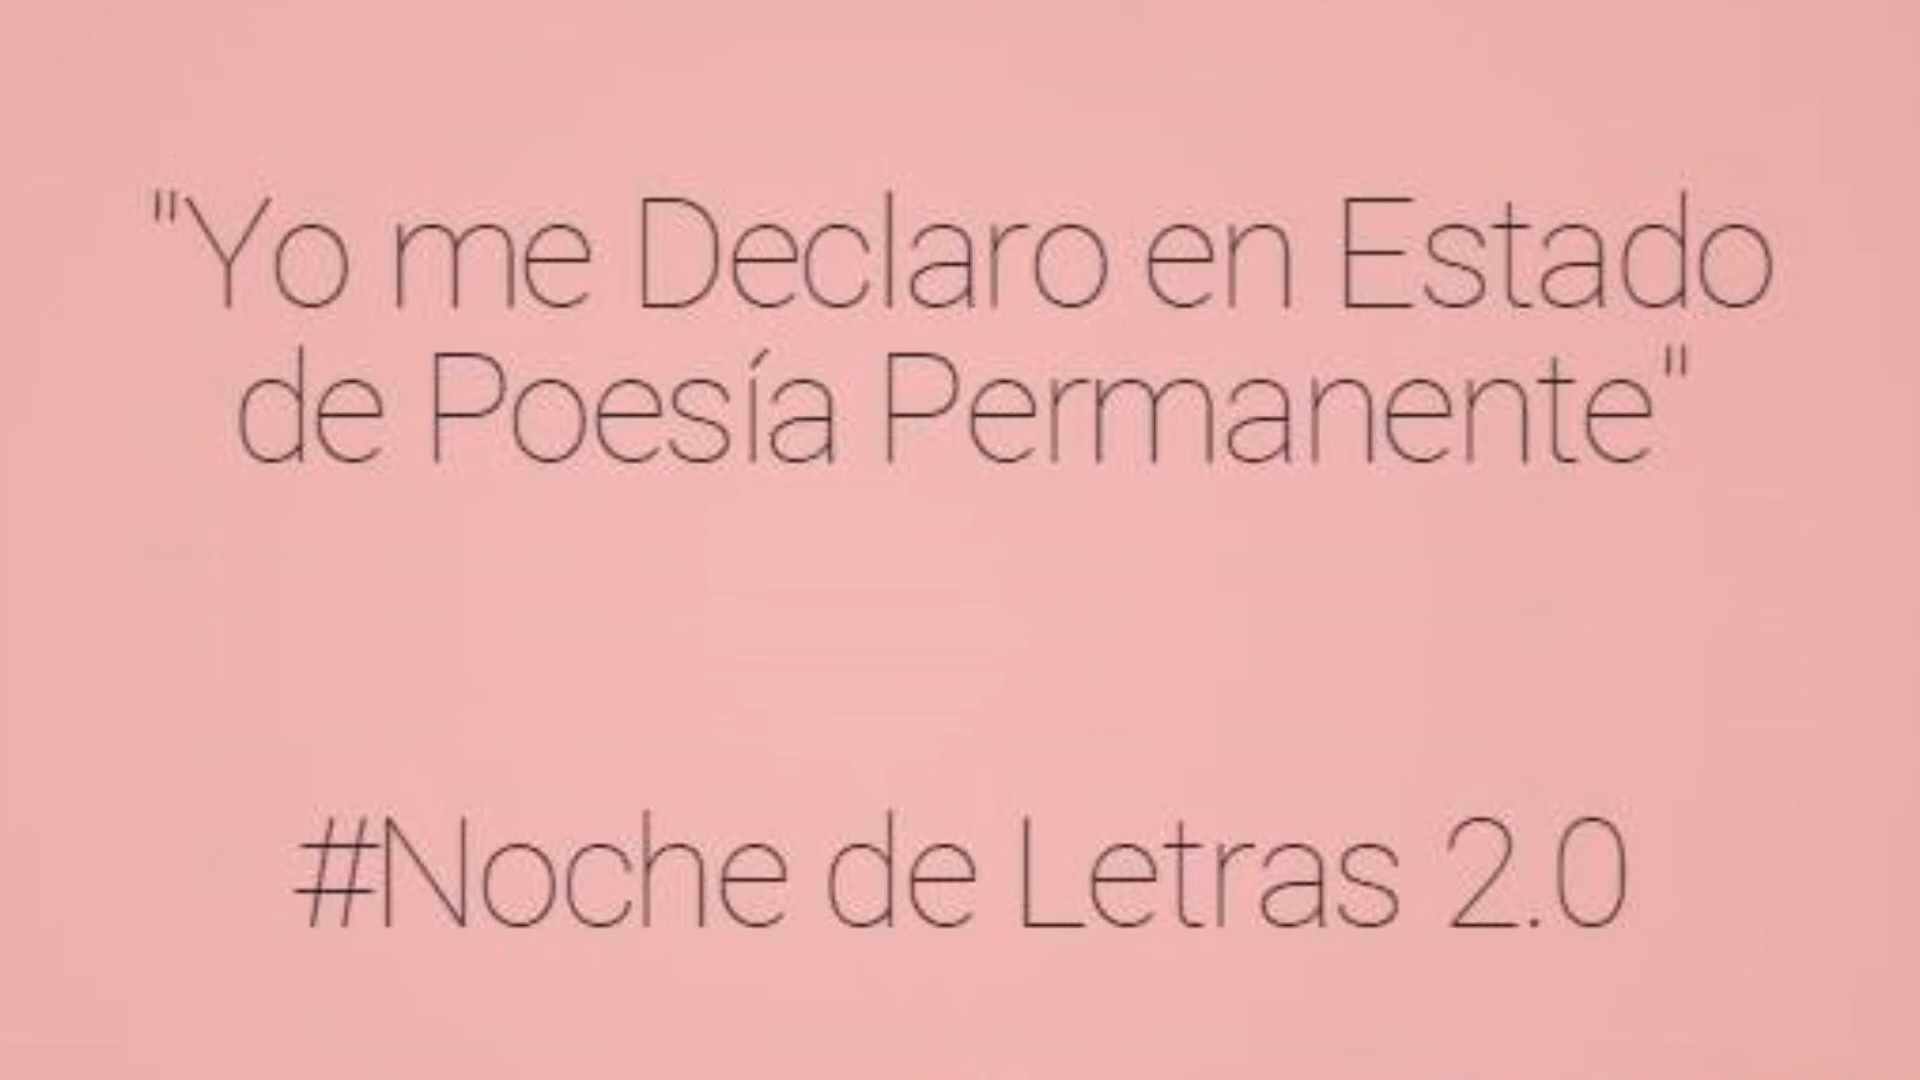 "Yo me Declaro en Estado
de Poesía Permanente"
#Noche de Letras 2.0